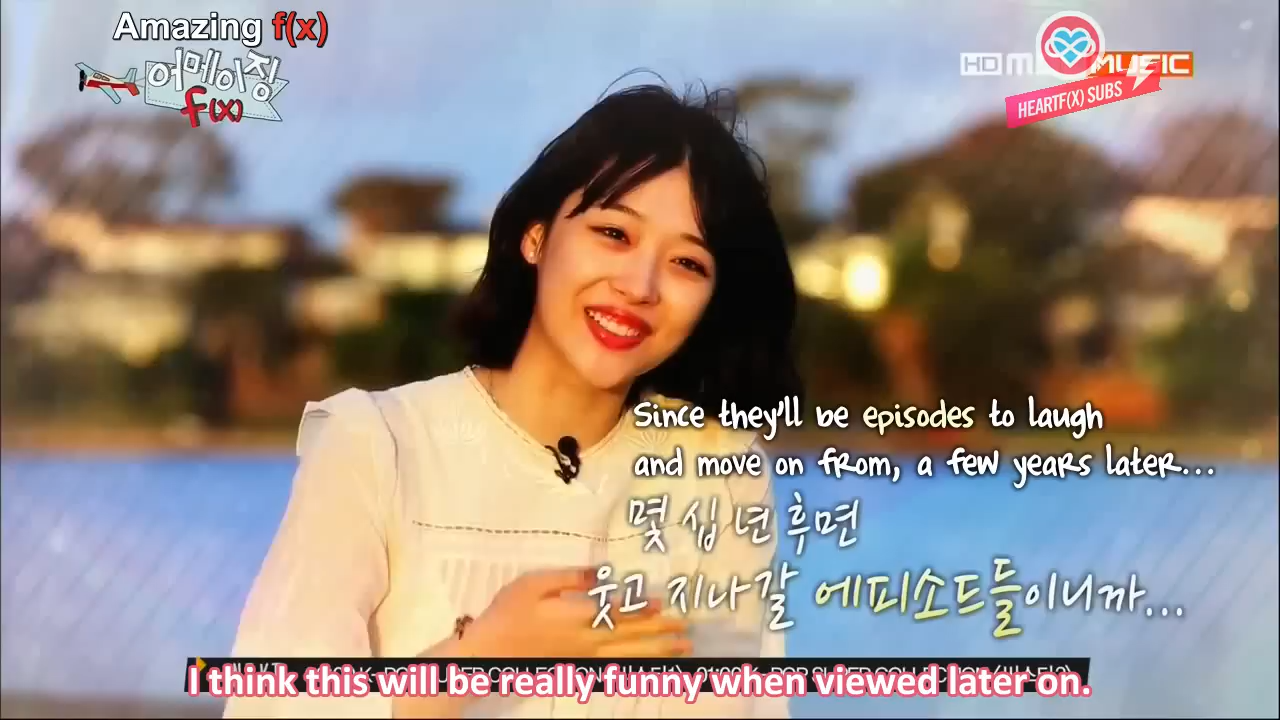 Amazing f(x)
어메이징
f(x)
HD MUSIC
HEARTF(X) SUBS
Since they'll be episodes to laugh
and move on from, a few years later...
몇 십 년 후면
웃고 지나갈 에피소드들이니까...
I think this will be really funny when viewed later on.